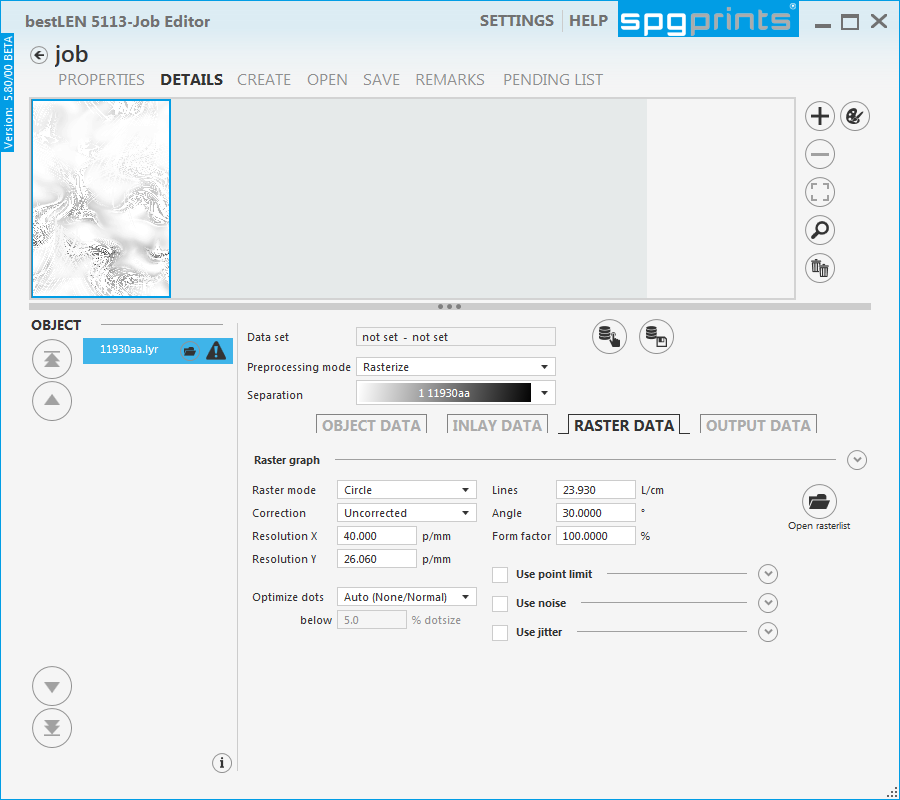 bestLEN 5113-Job Editor
SETTINGS HELP
spgprints®
Version: 5.80/00 BETA
job
PROPERTIES DETAILS CREATE OPEN SAVE REMARKS PENDING LIST
OBJECT
11930aa.lyr
Data set not set - not set
Preprocessing mode Rasterize
Separation 1 11930aa
OBJECT DATA INLAY DATA RASTER DATA OUTPUT DATA
Raster graph
Raster mode Circle Lines 23.930 L/cm
Correction Uncorrected Angle 30.0000 °
Resolution X 40.000 p/mm Form factor 100.0000 %
Resolution Y 26.060 p/mm
Open rasterlist
Use point limit
Optimize dots Auto (None/Normal) Use noise
below 5.0 % dotsize
Use jitter
i